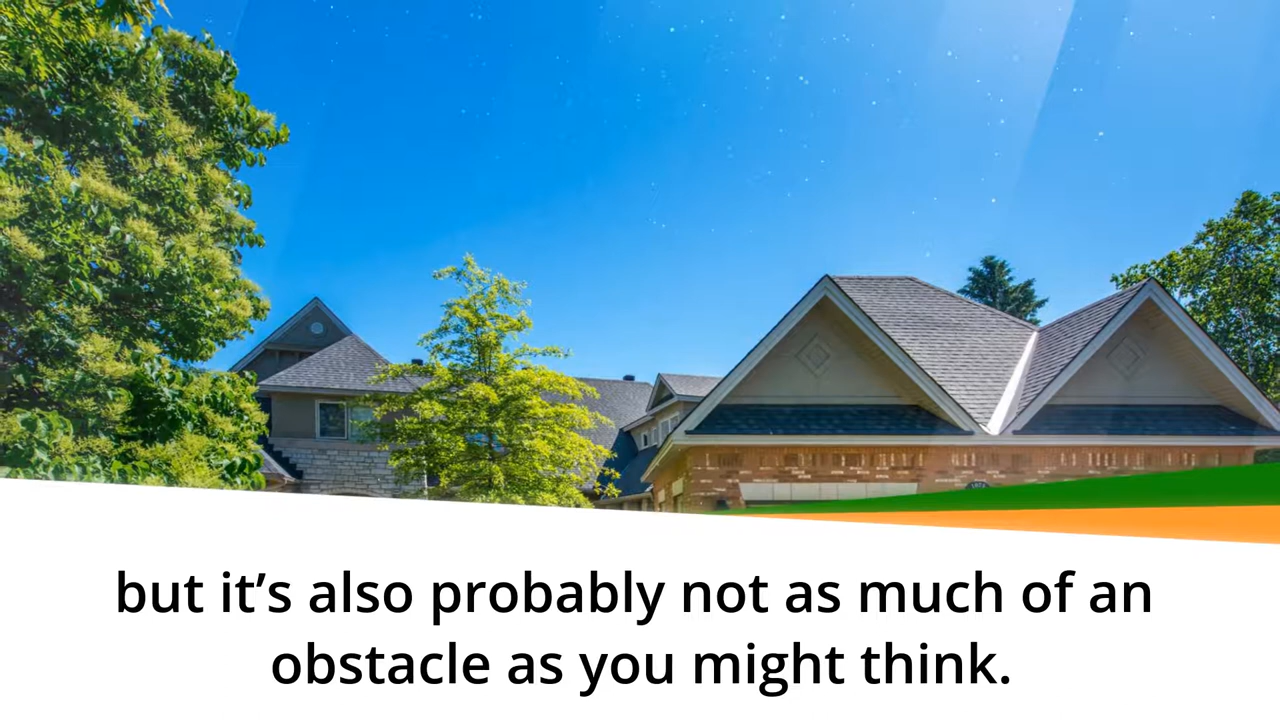 but it’s also probably not as much of an
obstacle as you might think.